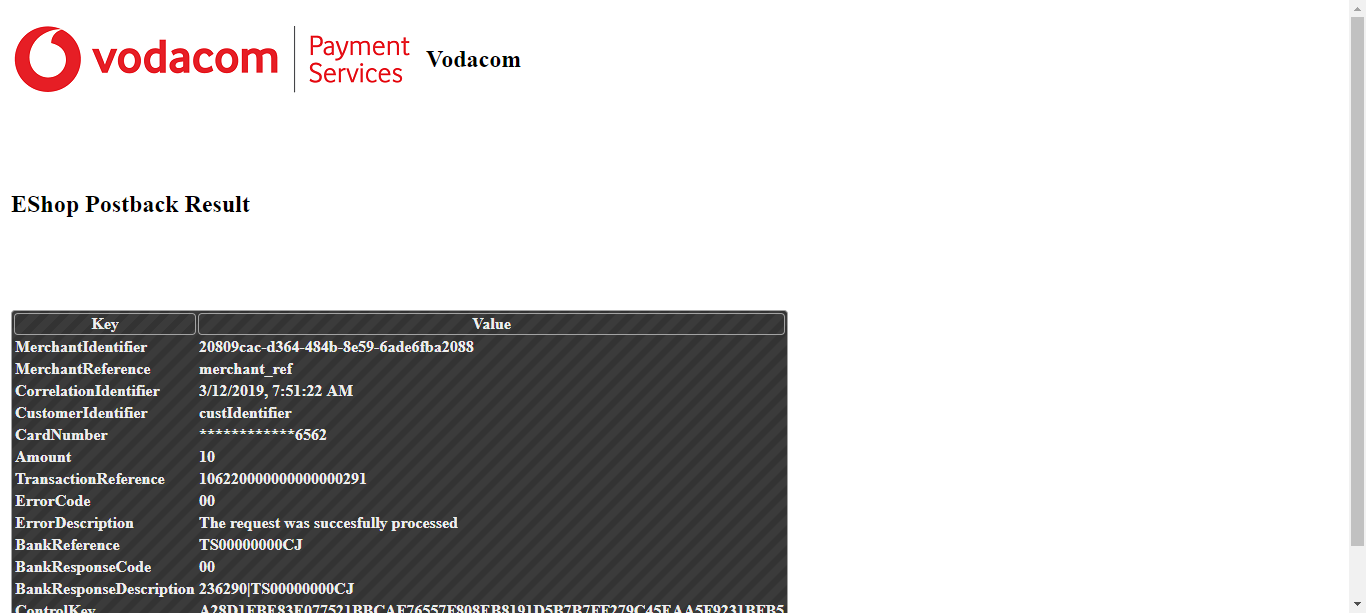 vodacom Payment Services Vodacom
EShop Postback Result
Key Value
MerchantIdentifier 20809cac-d364-484b-8e59-6ade6fba2088
MerchantReference merchant_ref
CorrelationIdentifier 3/12/2019, 7:51:22 AM
CustomerIdentifier custIdentifier
CardNumber ************6562
Amount 10
TransactionReference 106220000000000000291
ErrorCode 00
ErrorDescription The request was succesfully processed
BankReference TS00000000CJ
BankResponseCode 00
BankResponseDescription 236290|TS00000000CJ
ControlKey